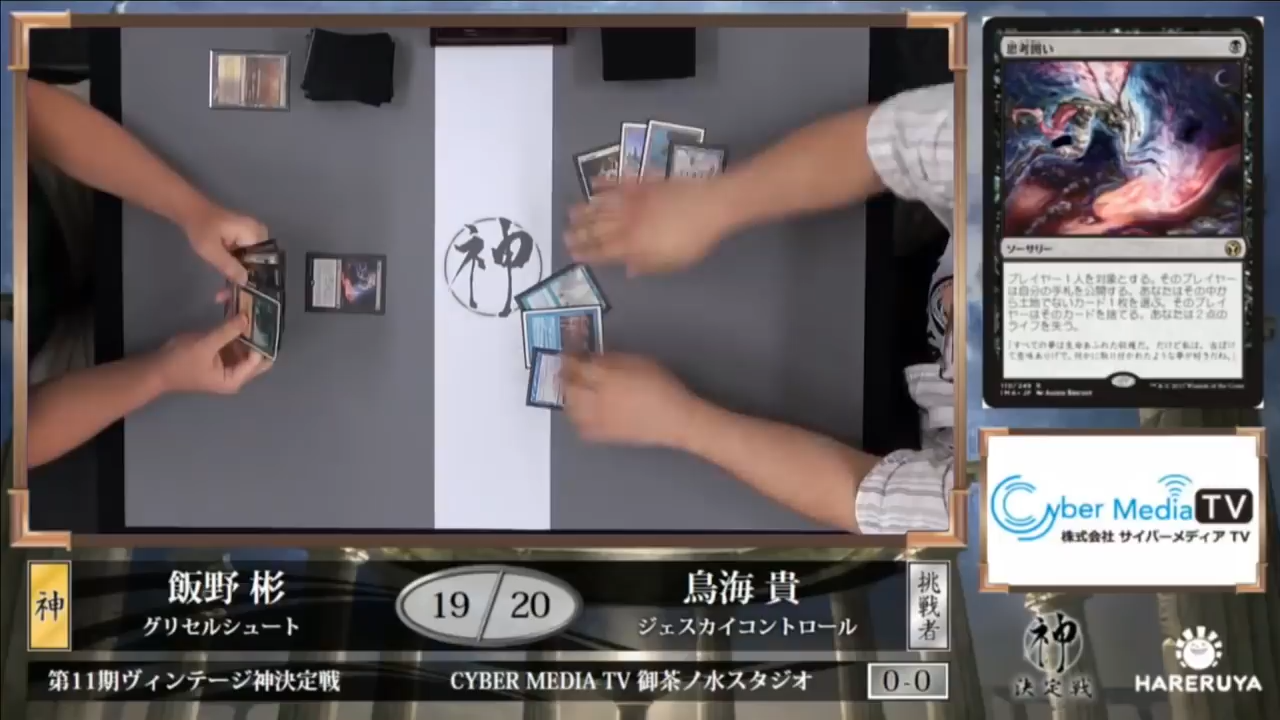 思考囲い
ソーサリー
プレイヤー1人を対象とする。そのプレイヤー
は自分の手札を公開する。あなたはその中か
ら土地でないカード1枚を選ぶ。そのプレイ
ヤーはそのカードを捨てる。あなたは2点の
ライフを失う。
神
Cyber Media TV
株式会社 サイバーメディア TV
神
飯野 彬
グリセルシュート
19
20
鳥海 貴
ジェスカイコントロール
挑戦者
第11期ヴィンテージ神決定戦
CYBER MEDIA TV 御茶ノ水スタジオ
0-0
神
決定戦
HARERUYA